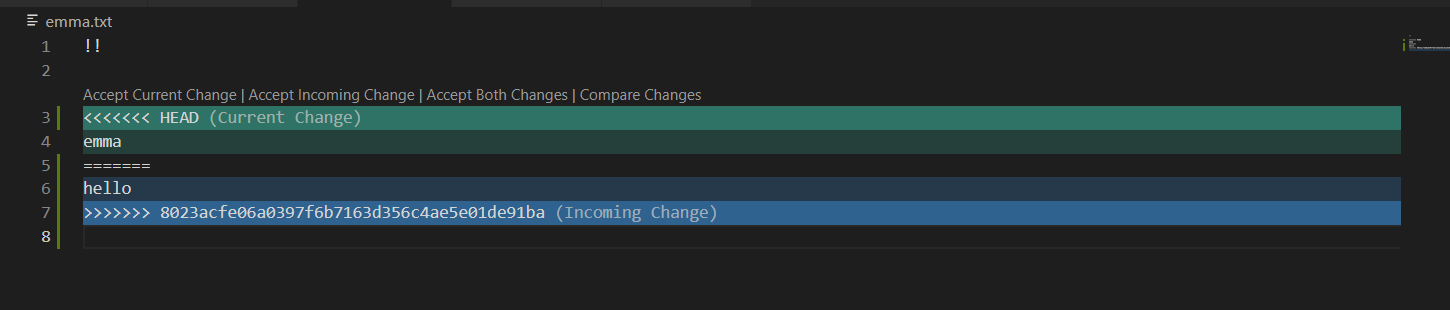 emma.txt
1 !!
2
Accept Current Change | Accept Incoming Change | Accept Both Changes | Compare Changes
3 <<<<<<< HEAD (Current Change)
4 emma
5 =======
6 hello
7 >>>>>>> 8023acfe06a0397f6b7163d356c4ae5e01de91ba (Incoming Change)
8